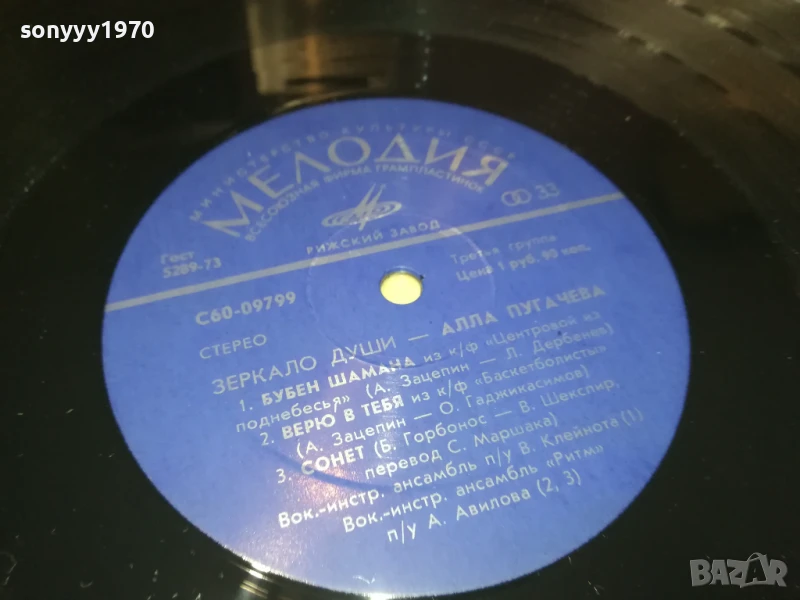 sonyyy1970
МИНИСТЕРСТВО КУЛЬТУРЫ СССР
МЕЛОДИЯ
ВСЕСОЮЗНАЯ ФИРМА ГРАМПЛАСТИНОК
33
РИЖСКИЙ ЗАВОД
Гост
5289-73
Третья группа
Цена 1 руб. 90 коп.
С60-09799
СТЕРЕО
ЗЕРКАЛО ДУШИ — АЛЛА ПУГАЧЕВА
1. БУБЕН ШАМАНА из к/ф «Центровой из
поднебесья» (А. Зацепин — Л. Дербенев)
2. ВЕРЮ В ТЕБЯ из к/ф «Баскетболисты»
(А. Зацепин — О. Гаджикасимов)
3. СОНЕТ (Б. Горбонос — В. Шекспир,
перевод С. Маршака)
Вок.-инстр. ансамбль п/у В. Клейнота (1)
Вок.-инстр. ансамбль «Ритм»
п/у А. Авилова (2, 3)
BAZAR